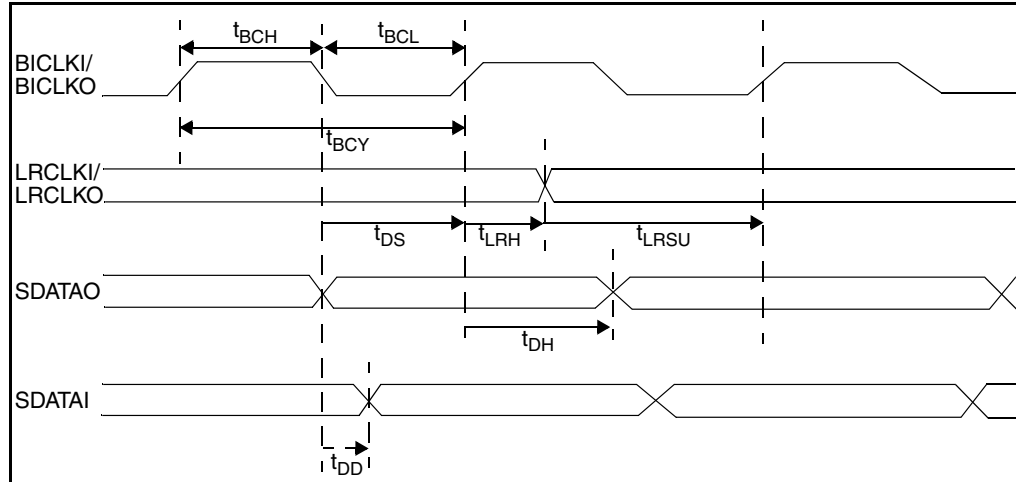 tBCH tBCL
BICLKI/
BICLKO
tBCY
LRCLKI/
LRCLKO
tDS tLRH tLRSU
SDATAO
tDH
SDATAI
tDD